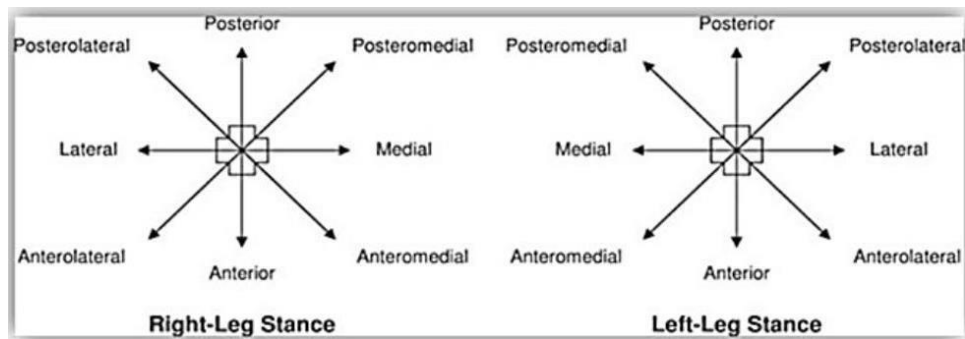 Posterior
Posterolateral
Posteromedial
Lateral
Medial
Anterolateral
Anterior
Anteromedial
Right-Leg Stance
Posterior
Posteromedial
Posterolateral
Medial
Lateral
Anteromedial
Anterior
Anterolateral
Left-Leg Stance